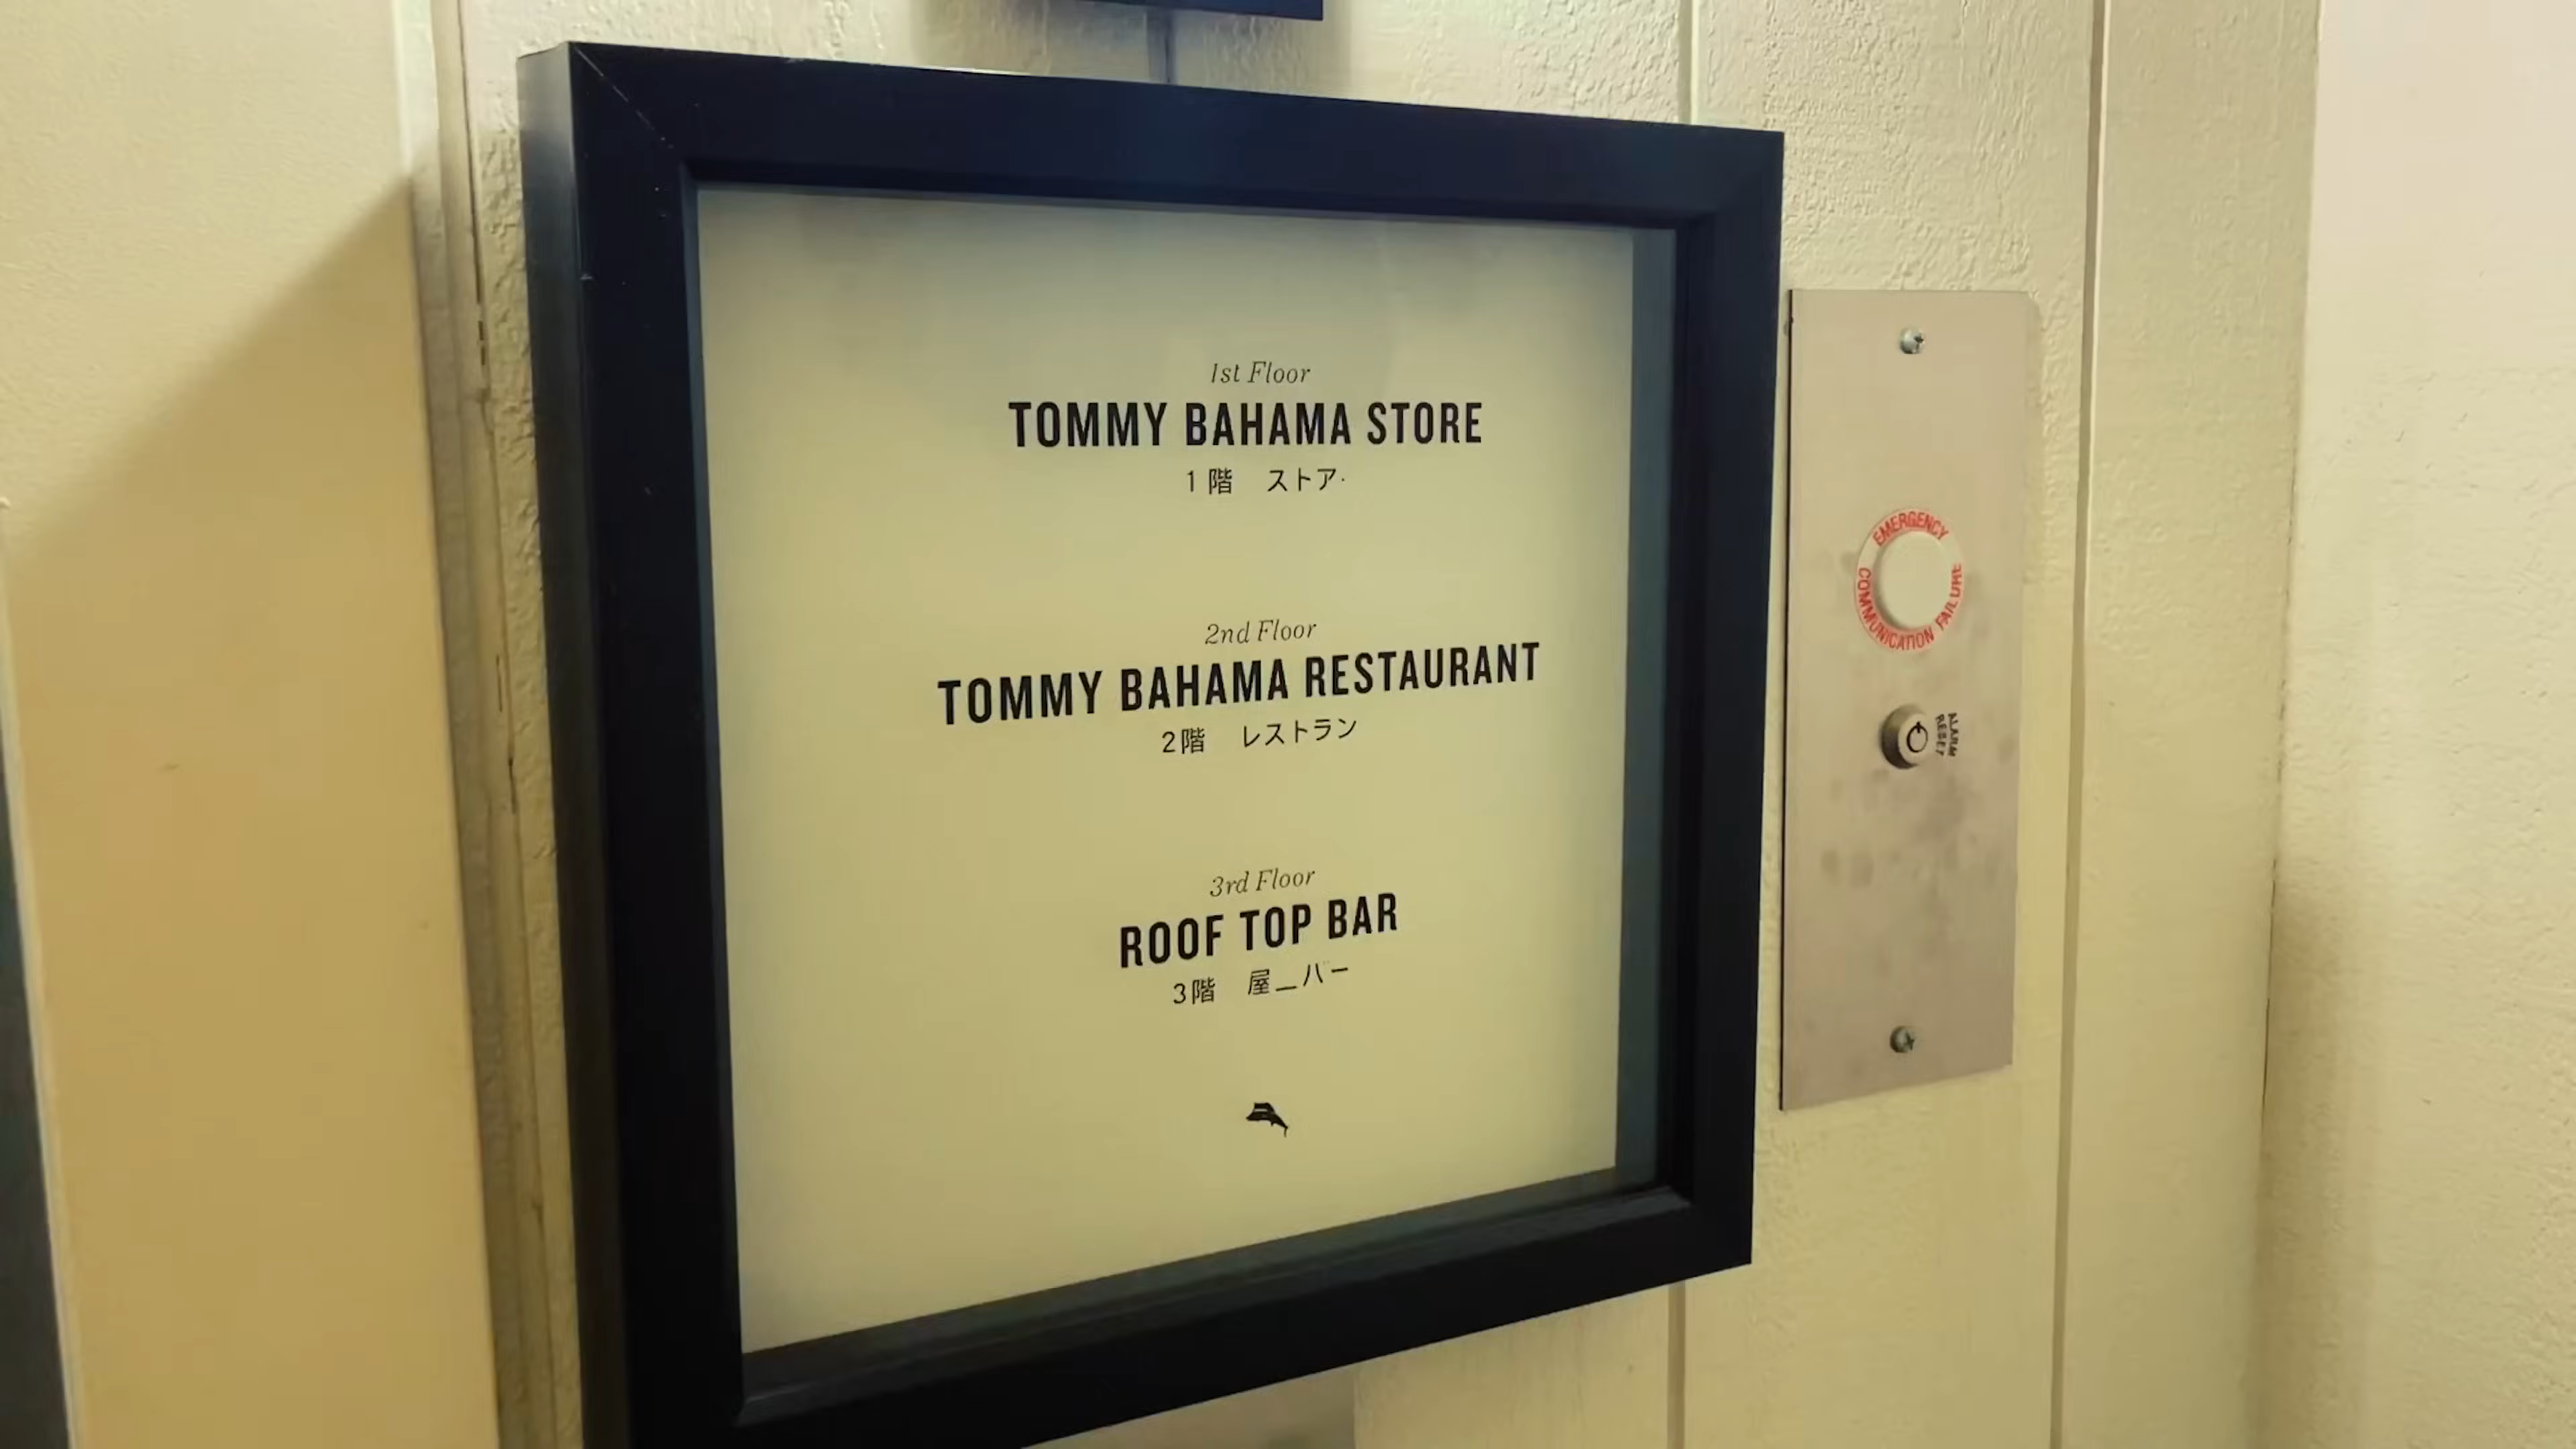 1st Floor
TOMMY BAHAMA STORE
1階 ストア
2nd Floor
TOMMY BAHAMA RESTAURANT
2階 レストラン
3rd Floor
ROOF TOP BAR
3階 屋_バー
EMERGENCY
COMMUNICATION FAILURE
ALARM
RESET